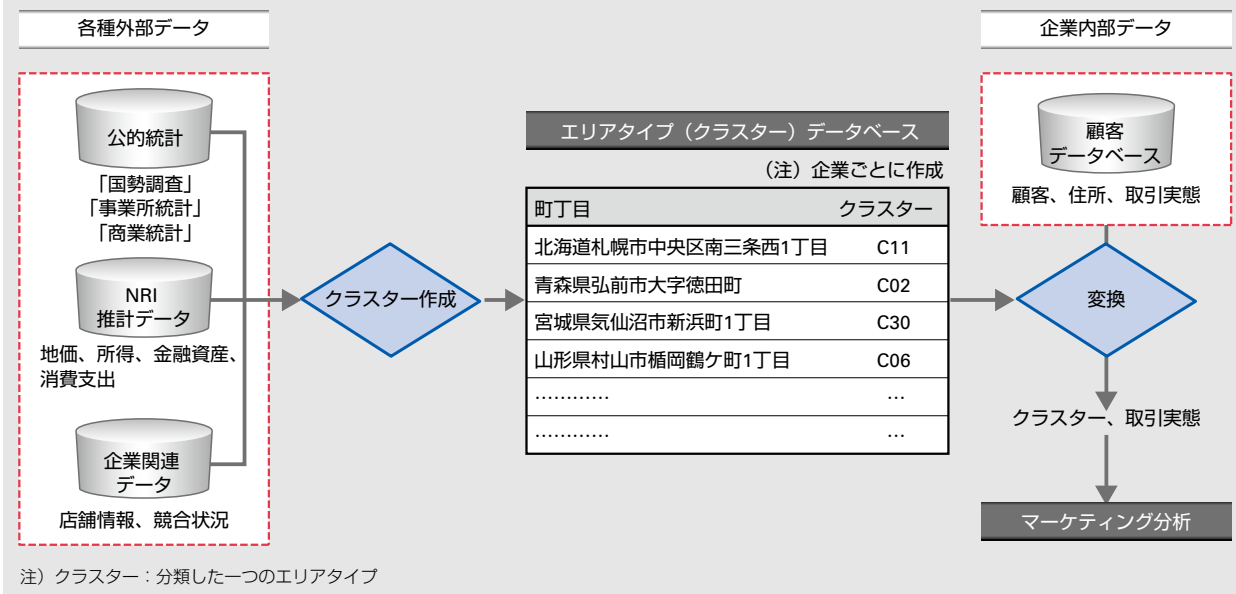 各種外部データ
公的統計
「国勢調査」
「事業所統計」
「商業統計」
NRI
推計データ
地価、所得、金融資産、
消費支出
企業関連
データ
店舗情報、競合状況
クラスター作成
エリアタイプ（クラスター）データベース
（注）企業ごとに作成
町丁目 クラスター
北海道札幌市中央区南三条西1丁目 C11
青森県弘前市大字徳田町 C02
宮城県気仙沼市新浜町1丁目 C30
山形県村山市楯岡鶴ケ町1丁目 C06
………… …
………… …
企業内部データ
顧客
データベース
顧客、住所、取引実態
変換
クラスター、取引実態
マーケティング分析
注）クラスター：分類した一つのエリアタイプ